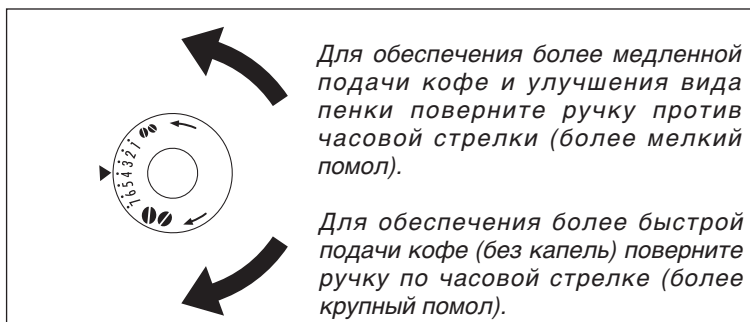 Для обеспечения более медленной
подачи кофе и улучшения вида
пенки поверните ручку против
часовой стрелки (более мелкий
помол).
Для обеспечения более быстрой
подачи кофе (без капель) поверните
ручку по часовой стрелке (более
крупный помол).
7654321